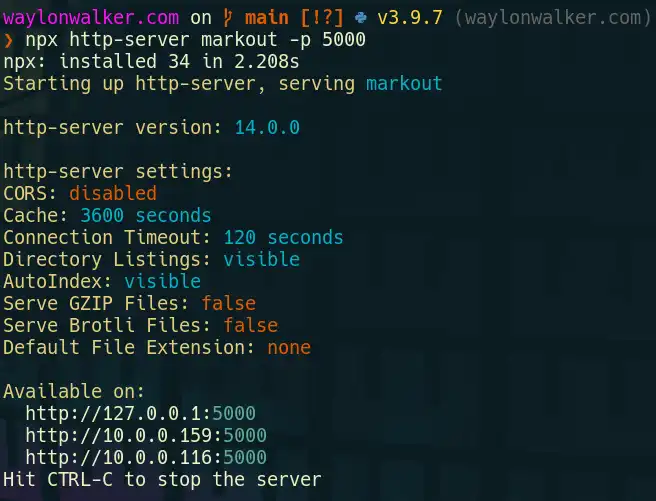 waylonwalker.com on main [!?] v3.9.7 (waylonwalker.com)
❯ npx http-server markout -p 5000
npx: installed 34 in 2.208s
Starting up http-server, serving markout
http-server version: 14.0.0
http-server settings:
CORS: disabled
Cache: 3600 seconds
Connection Timeout: 120 seconds
Directory Listings: visible
AutoIndex: visible
Serve GZIP Files: false
Serve Brotli Files: false
Default File Extension: none
Available on:
http://127.0.0.1:5000
http://10.0.0.159:5000
http://10.0.0.116:5000
Hit CTRL-C to stop the server